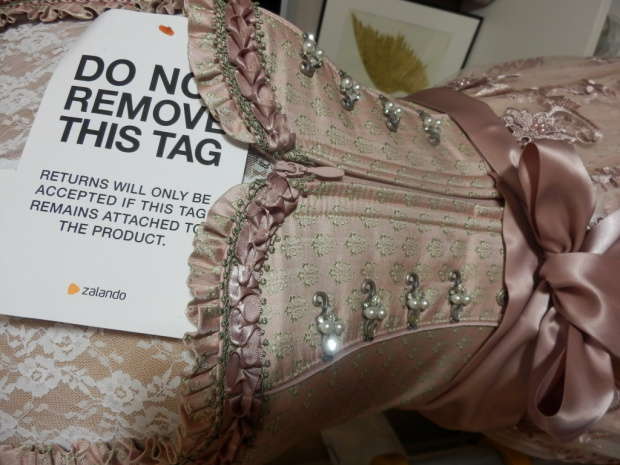 DO NO
REMOVE
THIS TAG
RETURNS WILL ONLY BE
ACCEPTED IF THIS TAG
REMAINS ATTACHED TO
THE PRODUCT.
zalando